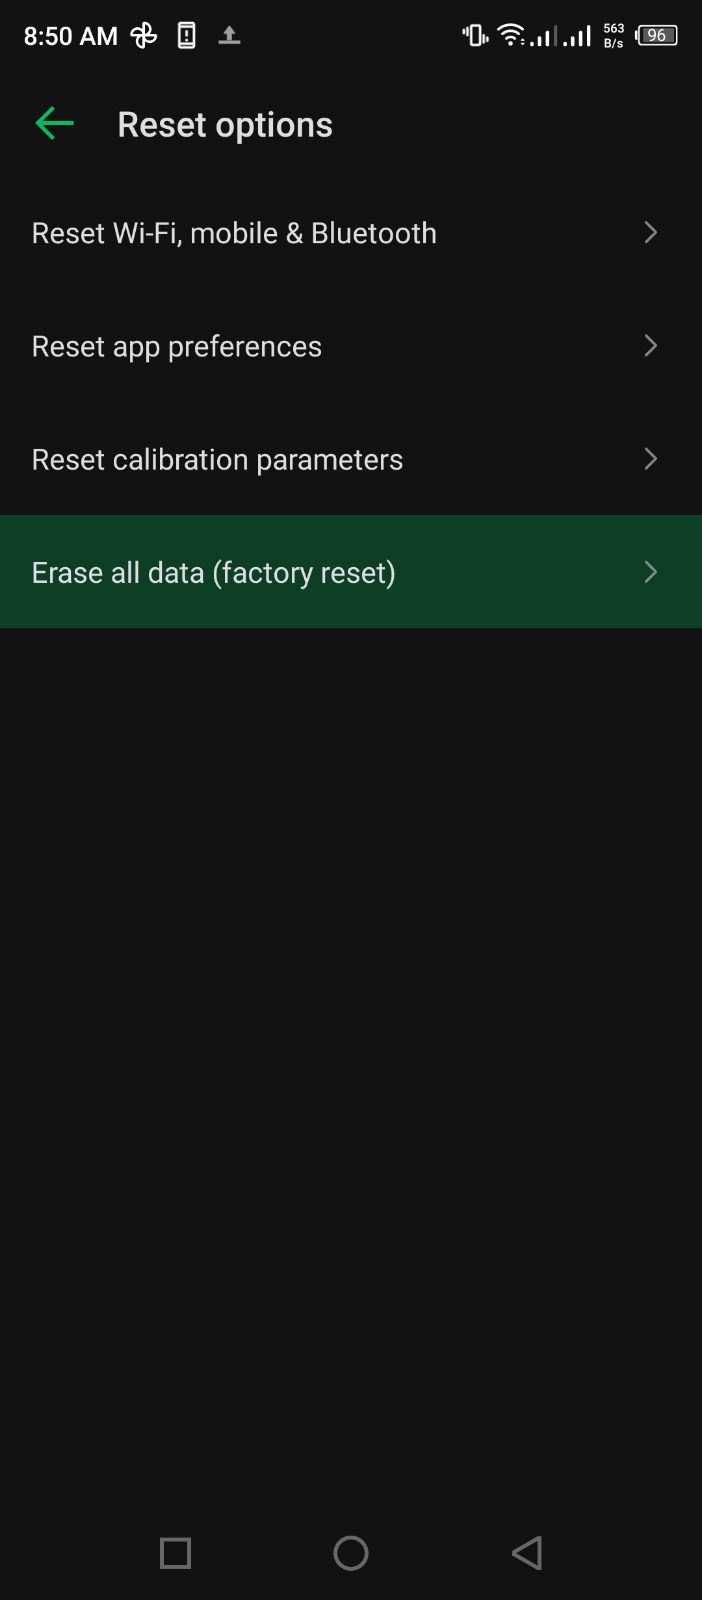 8:50 AM 563 B/s 96
Reset options
Reset Wi-Fi, mobile & Bluetooth
Reset app preferences
Reset calibration parameters
Erase all data (factory reset)